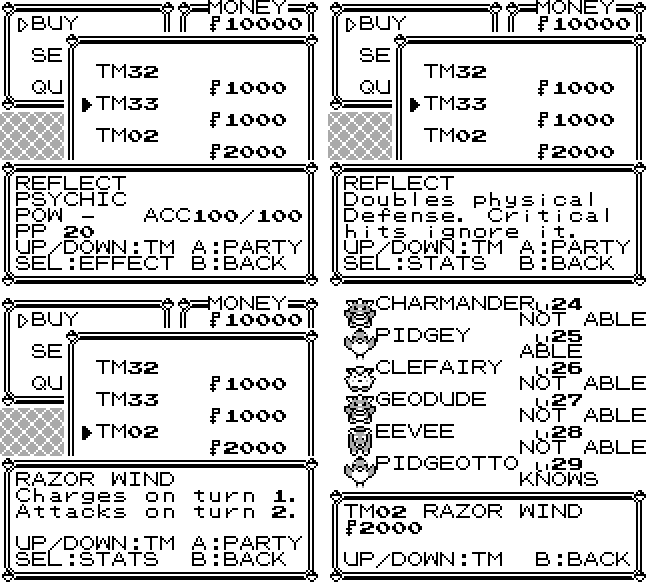 MONEY
▷BUY ₽10000
SE
TM32
₽1000
QU
▶TM33
₽1000
TM02
₽2000
REFLECT
PSYCHIC
POW - ACC100/100
PP 20
UP/DOWN:TM A:PARTY
SEL:EFFECT B:BACK
MONEY
▷BUY ₽10000
SE
TM32
₽1000
QU
▶TM33
₽1000
TM02
₽2000
REFLECT
Doubles physical
Defense. Critical
hits ignore it.
UP/DOWN:TM A:PARTY
SEL:STATS B:BACK
MONEY
▷BUY ₽10000
SE
TM32
₽1000
QU
TM33
₽1000
▶TM02
₽2000
RAZOR WIND
Charges on turn 1.
Attacks on turn 2.
UP/DOWN:TM A:PARTY
SEL:STATS B:BACK
CHARMANDER L24
NOT ABLE
PIDGEY L25
ABLE
CLEFAIRY L26
NOT ABLE
GEODUDE L27
NOT ABLE
EEVEE L28
NOT ABLE
PIDGEOTTO L29
KNOWS
TM02 RAZOR WIND
₽2000
UP/DOWN:TM B:BACK